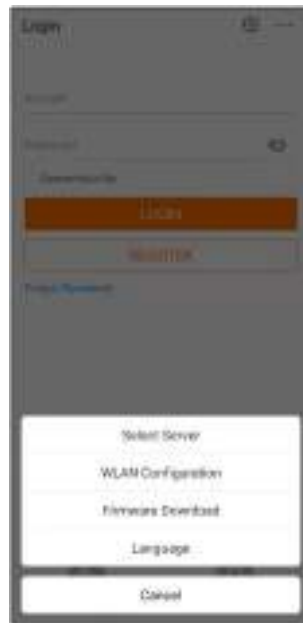 Login
Account
Password
Remember Me
LOGIN
REGISTER
Forgot Password
Select Server
WLAN Configuration
Firmware Download
Language
Cancel